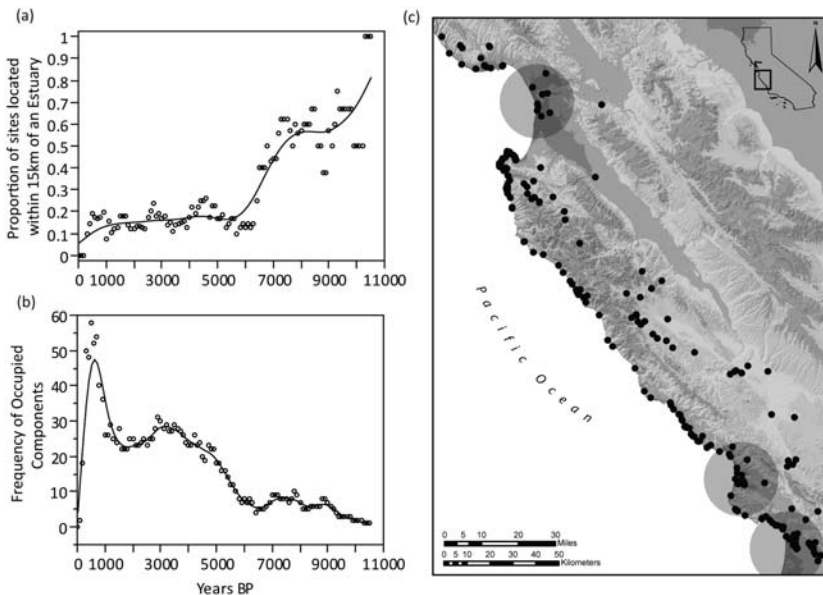 (a)
Proportion of sites located
within 15km of an Estuary
1
0.9
0.8
0.7
0.6
0.5
0.4
0.3
0.2
0.1
0
0 1000 3000 5000 7000 9000 11000
(b)
Frequency of Occupied
Components
60
50
40
30
20
10
0
0 1000 3000 5000 7000 9000 11000
Years BP
(c)
N
Pacific Ocean
0 5 10 20 30
Miles
0 5 10 20 30 40 50
Kilometers